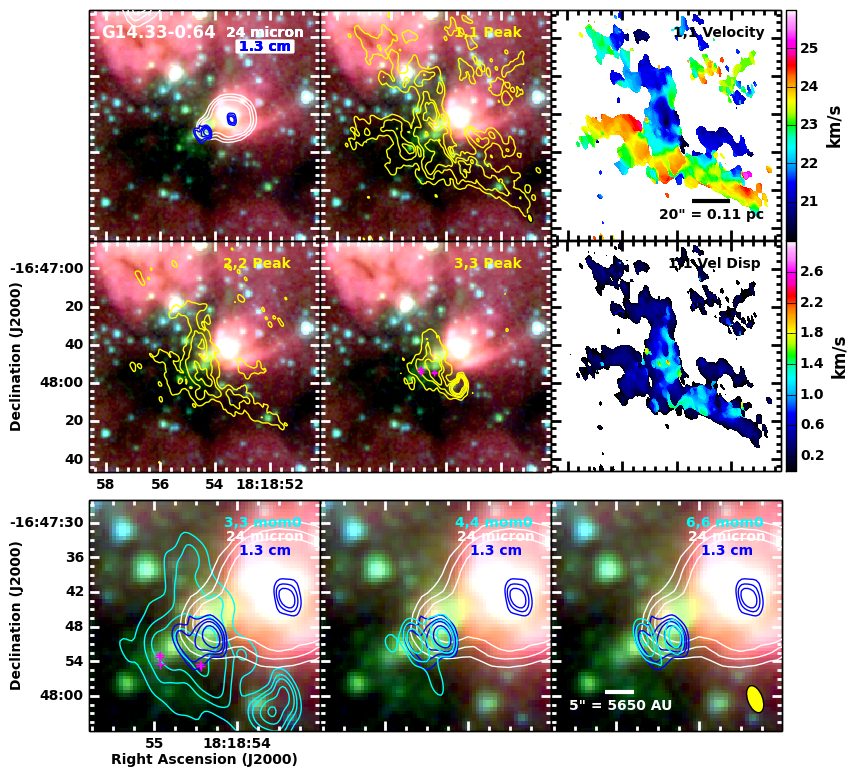 G14.33-0.64 24 micron
1.3 cm
1,1 Peak
1,1 Velocity
20" = 0.11 pc
25
24
23
22
21
km/s
2,2 Peak
3,3 Peak
1,1 Vel Disp
2.6
2.2
1.8
1.4
1.0
0.6
0.2
km/s
-16:47:00
20
40
48:00
20
40
Declination (J2000)
58 56 54 18:18:52
3,3 mom0
24 micron
1.3 cm
4,4 mom0
24 micron
1.3 cm
6,6 mom0
24 micron
1.3 cm
5" = 5650 AU
-16:47:30
36
42
48
54
48:00
Declination (J2000)
55 18:18:54
Right Ascension (J2000)